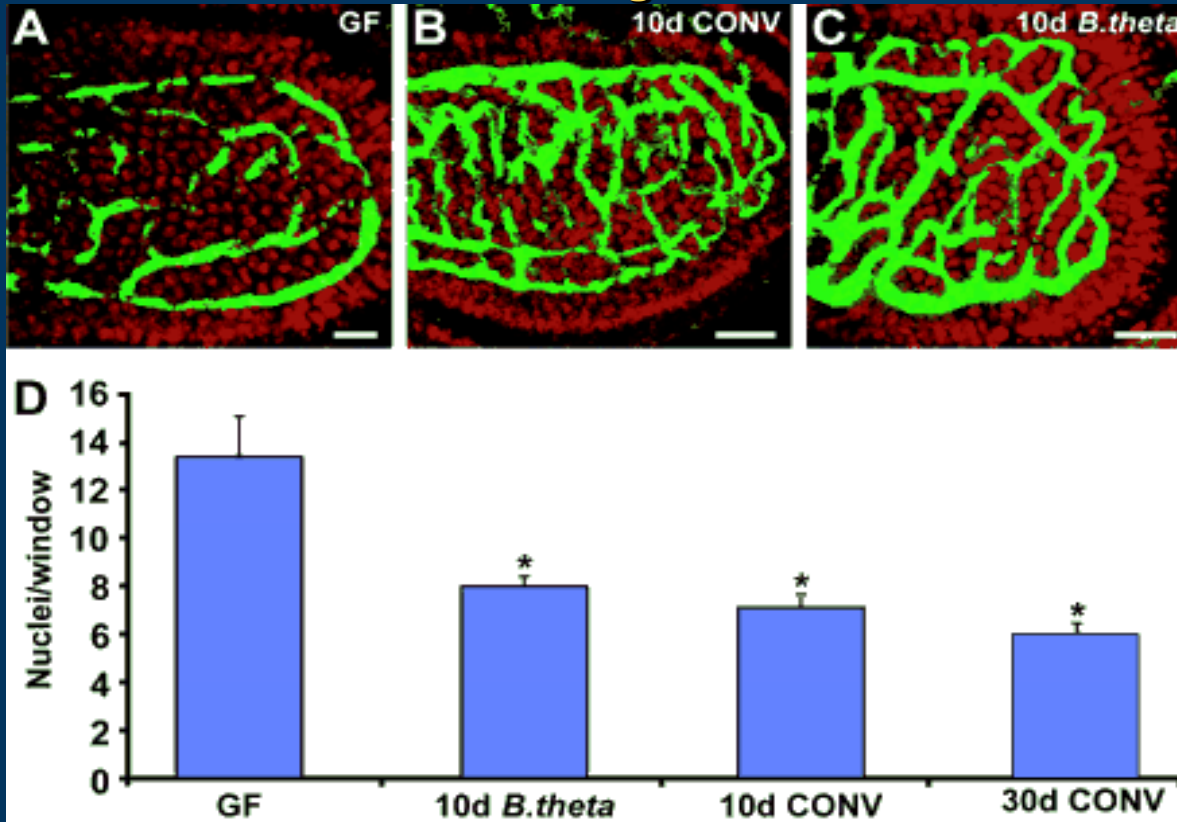 A GF
B 10d CONV
C 10d B.theta
D
Nuclei/window
16
14
12
10
8
6
4
2
0
*
*
*
GF
10d B.theta
10d CONV
30d CONV